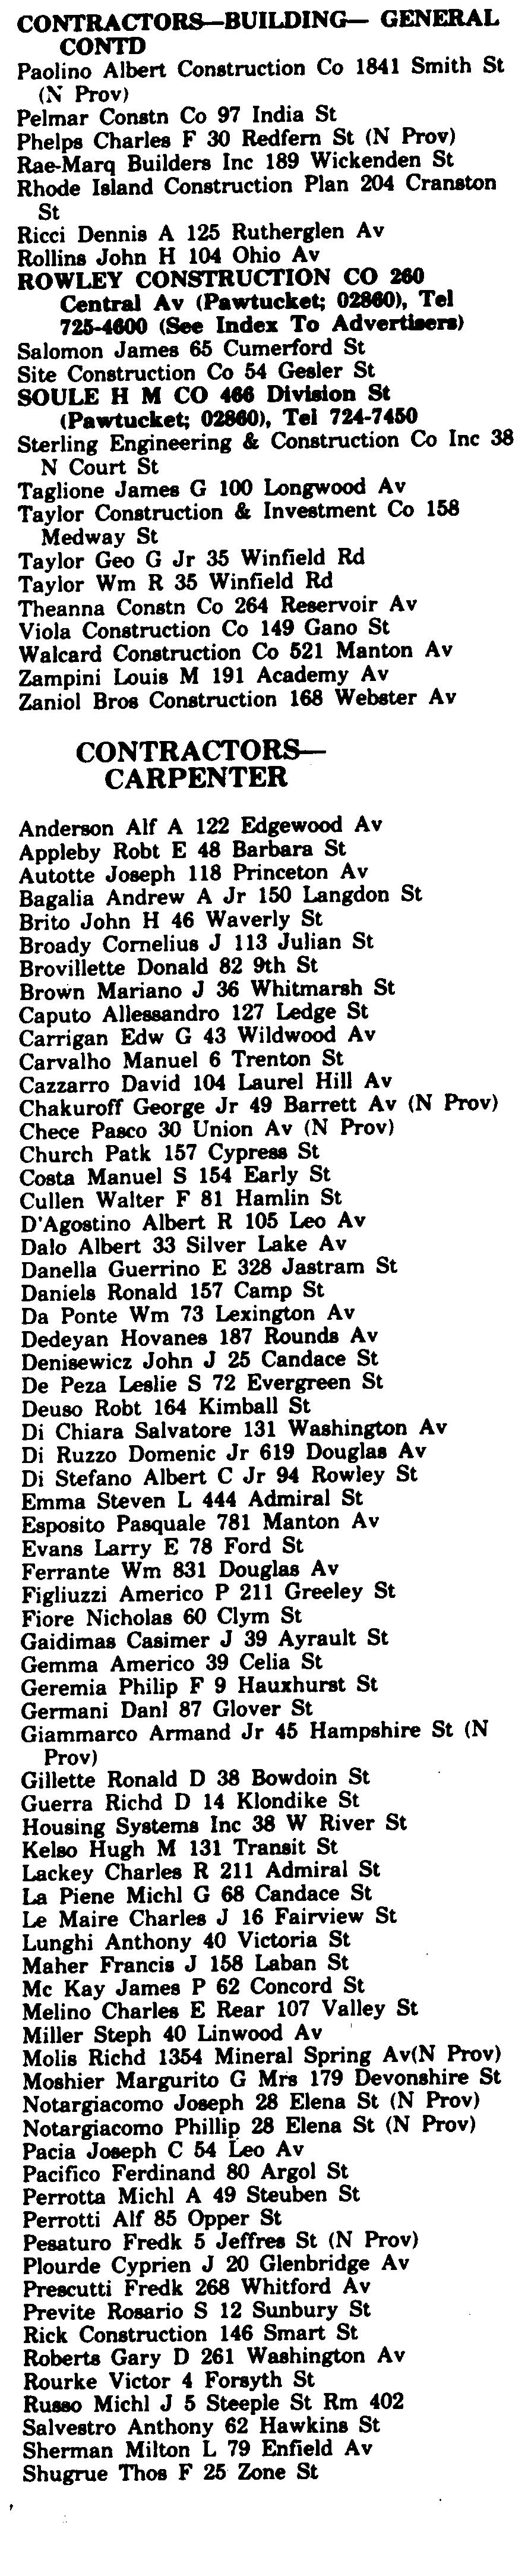 CONTRACTORS—BUILDING— GENERAL
CONTD
Paolino Albert Construction Co 1841 Smith St
(N Prov)
Pelmar Constn Co 97 India St
Phelps Charles F 30 Redfern St (N Prov)
Rae-Marq Builders Inc 189 Wickenden St
Rhode Island Construction Plan 204 Cranston
St
Ricci Dennis A 125 Rutherglen Av
Rollins John H 104 Ohio Av
ROWLEY CONSTRUCTION CO 260
Central Av (Pawtucket; 02860), Tel
725-4600 (See Index To Advertisers)
Salomon James 65 Cumerford St
Site Construction Co 54 Gesler St
SOULE H M CO 466 Division St
(Pawtucket; 02860), Tel 724-7450
Sterling Engineering & Construction Co Inc 38
N Court St
Taglione James G 100 Longwood Av
Taylor Construction & Investment Co 158
Medway St
Taylor Geo G Jr 35 Winfield Rd
Taylor Wm R 35 Winfield Rd
Theanna Constn Co 264 Reservoir Av
Viola Construction Co 149 Gano St
Walcard Construction Co 521 Manton Av
Zampini Louis M 191 Academy Av
Zaniol Bros Construction 168 Webster Av
CONTRACTORS—
CARPENTER
Anderson Alf A 122 Edgewood Av
Appleby Robt E 48 Barbara St
Autotte Joseph 118 Princeton Av
Bagalia Andrew A Jr 150 Langdon St
Brito John H 46 Waverly St
Broady Cornelius J 113 Julian St
Brovillette Donald 82 9th St
Brown Mariano J 36 Whitmarsh St
Caputo Allessandro 127 Ledge St
Carrigan Edw G 43 Wildwood Av
Carvalho Manuel 6 Trenton St
Cazzarro David 104 Laurel Hill Av
Chakuroff George Jr 49 Barrett Av (N Prov)
Chece Pasco 30 Union Av (N Prov)
Church Patk 157 Cypress St
Costa Manuel S 154 Early St
Cullen Walter F 81 Hamlin St
D'Agostino Albert R 105 Leo Av
Dalo Albert 33 Silver Lake Av
Danella Guerrino E 328 Jastram St
Daniels Ronald 157 Camp St
Da Ponte Wm 73 Lexington Av
Dedeyan Hovanes 187 Rounds Av
Denisewicz John J 25 Candace St
De Peza Leslie S 72 Evergreen St
Deuso Robt 164 Kimball St
Di Chiara Salvatore 131 Washington Av
Di Ruzzo Domenic Jr 619 Douglas Av
Di Stefano Albert C Jr 94 Rowley St
Emma Steven L 444 Admiral St
Esposito Pasquale 781 Manton Av
Evans Larry E 78 Ford St
Ferrante Wm 831 Douglas Av
Figliuzzi Americo P 211 Greeley St
Fiore Nicholas 60 Clym St
Gaidimas Casimer J 39 Ayrault St
Gemma Americo 39 Celia St
Geremia Philip F 9 Hauxhurst St
Germani Danl 87 Glover St
Giammarco Armand Jr 45 Hampshire St (N
Prov)
Gillette Ronald D 38 Bowdoin St
Guerra Richd D 14 Klondike St
Housing Systems Inc 38 W River St
Kelso Hugh M 131 Transit St
Lackey Charles R 211 Admiral St
La Piene Michl G 68 Candace St
Le Maire Charles J 16 Fairview St
Lunghi Anthony 40 Victoria St
Maher Francis J 158 Laban St
Mc Kay James P 62 Concord St
Melino Charles E Rear 107 Valley St
Miller Steph 40 Linwood Av
Molis Richd 1354 Mineral Spring Av(N Prov)
Moshier Margurito G Mrs 179 Devonshire St
Notargiacomo Joseph 28 Elena St (N Prov)
Notargiacomo Phillip 28 Elena St (N Prov)
Pacia Joseph C 54 Leo Av
Pacifico Ferdinand 80 Argol St
Perrotta Michl A 49 Steuben St
Perrotti Alf 85 Opper St
Pesaturo Fredk 5 Jeffres St (N Prov)
Plourde Cyprien J 20 Glenbridge Av
Prescutti Fredk 268 Whitford Av
Previte Rosario S 12 Sunbury St
Rick Construction 146 Smart St
Roberts Gary D 261 Washington Av
Rourke Victor 4 Forsyth St
Russo Michl J 5 Steeple St Rm 402
Salvestro Anthony 62 Hawkins St
Sherman Milton L 79 Enfield Av
Shugrue Thos F 25 Zone St